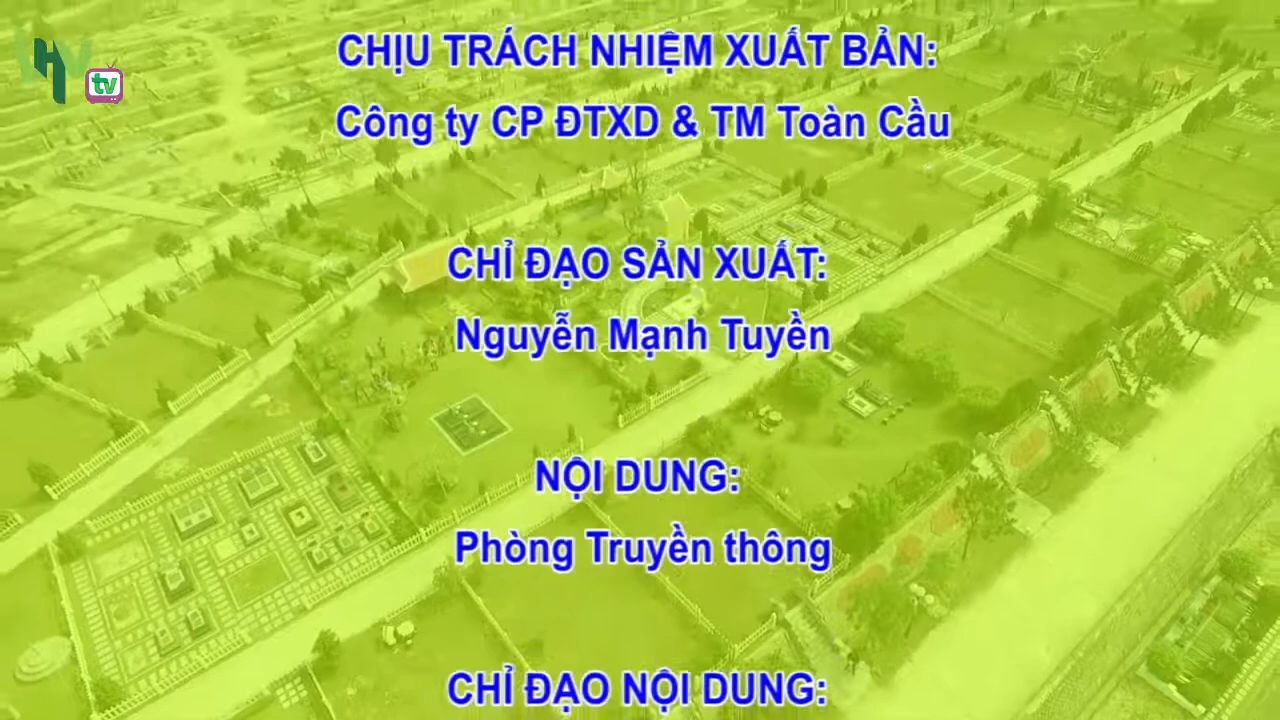 tv
CHỊU TRÁCH NHIỆM XUẤT BẢN:
Công ty CP ĐTXD & TM Toàn Cầu
CHỈ ĐẠO SẢN XUẤT:
Nguyễn Mạnh Tuyền
NỘI DUNG:
Phòng Truyền thông
CHỈ ĐẠO NỘI DUNG: